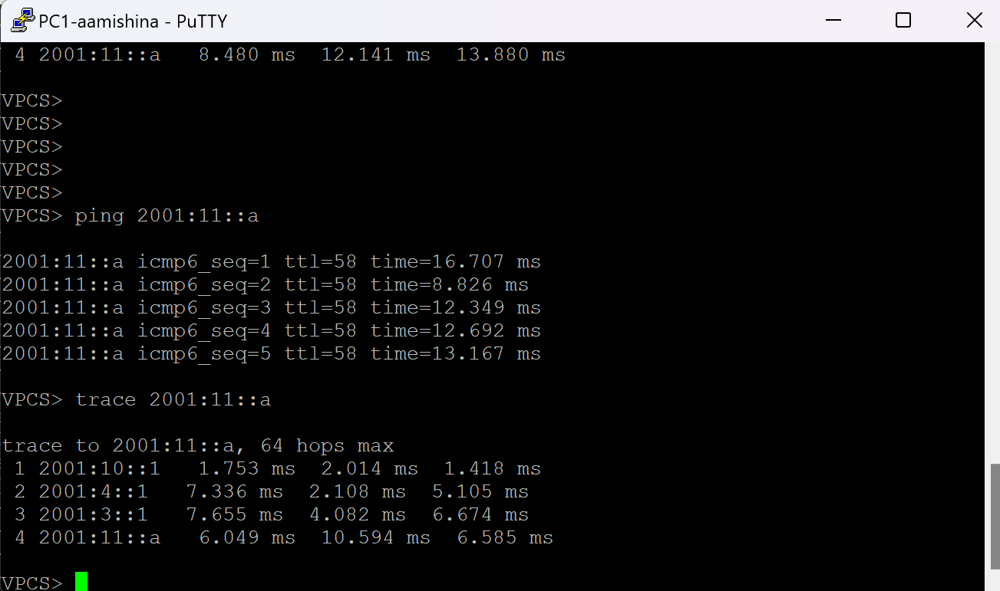 PC1-aamishina - PuTTY
 4 2001:11::a   8.480 ms  12.141 ms  13.880 ms
VPCS>
VPCS>
VPCS>
VPCS>
VPCS>
VPCS> ping 2001:11::a
2001:11::a icmp6_seq=1 ttl=58 time=16.707 ms
2001:11::a icmp6_seq=2 ttl=58 time=8.826 ms
2001:11::a icmp6_seq=3 ttl=58 time=12.349 ms
2001:11::a icmp6_seq=4 ttl=58 time=12.692 ms
2001:11::a icmp6_seq=5 ttl=58 time=13.167 ms
VPCS> trace 2001:11::a
trace to 2001:11::a, 64 hops max
 1 2001:10::1   1.753 ms  2.014 ms  1.418 ms
 2 2001:4::1   7.336 ms  2.108 ms  5.105 ms
 3 2001:3::1   7.655 ms  4.082 ms  6.674 ms
 4 2001:11::a   6.049 ms  10.594 ms  6.585 ms
VPCS>